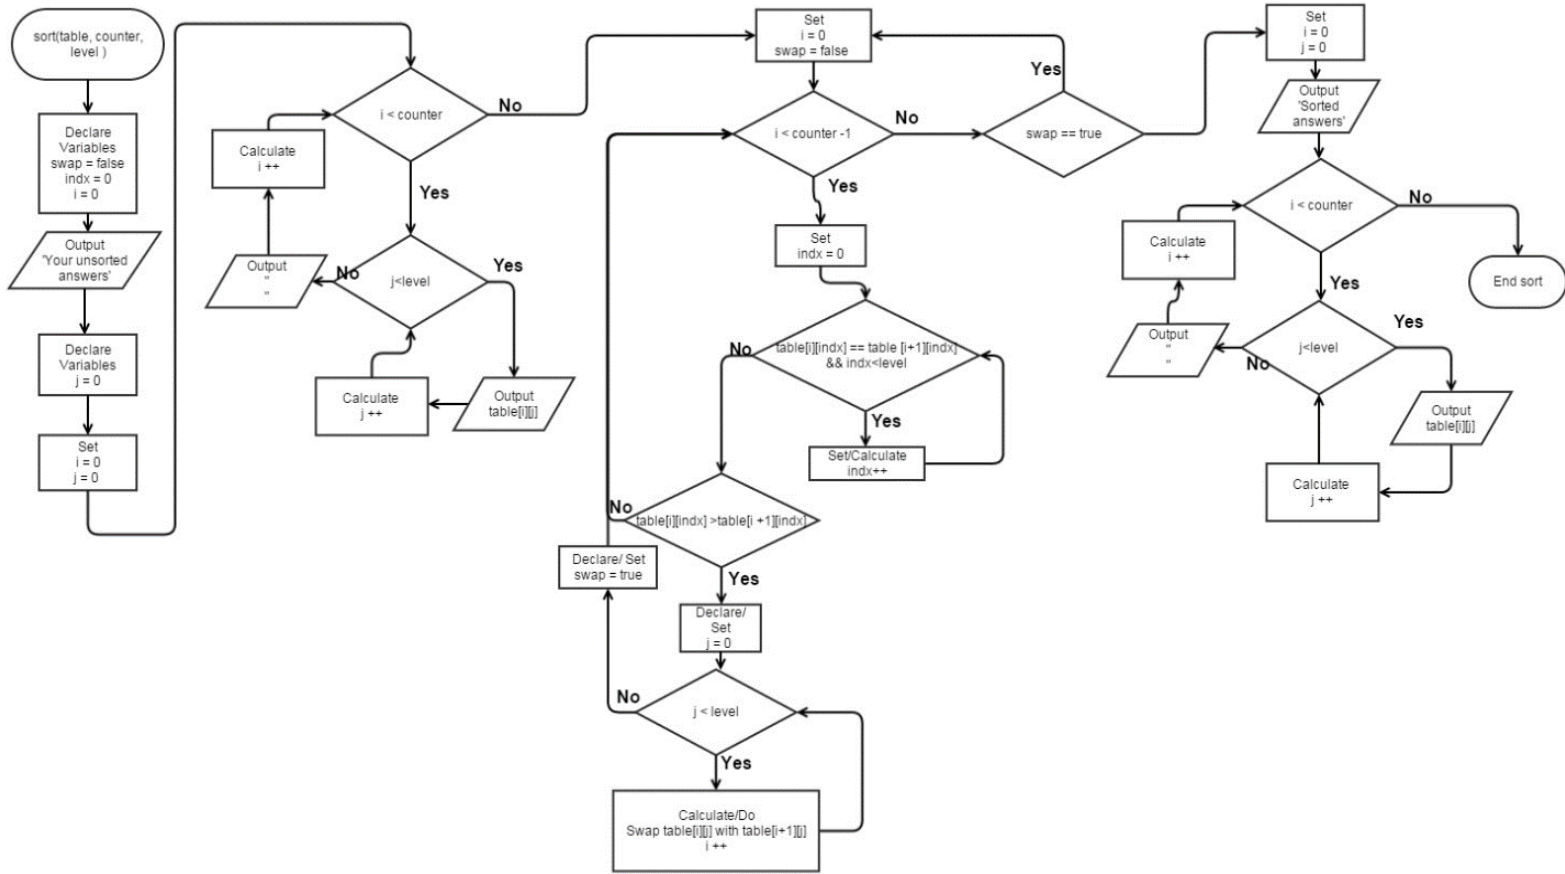 sort(table, counter,
level )
Declare
Variables
swap = false
indx = 0
i = 0
Output
'Your unsorted
answers'
Declare
Variables
j = 0
Set
i = 0
j = 0
i < counter
No
Yes
Calculate
i ++
j<level
No
Yes
Output
"
"
Output
table[i][j]
Calculate
j ++
Set
i = 0
swap = false
i < counter -1
No
Yes
swap == true
Yes
Set
indx = 0
table[i][indx] == table [i+1][indx]
&& indx<level
No
Yes
Set/Calculate
indx++
table[i][indx] >table[i +1][indx]
No
Yes
Declare/ Set
swap = true
Declare/
Set
j = 0
j < level
No
Yes
Calculate/Do
Swap table[i][j] with table[i+1][j]
i ++
Set
i = 0
j = 0
Output
'Sorted
answers'
i < counter
No
Yes
End sort
Calculate
i ++
j<level
Yes
No
Output
"
"
Output
table[i][j]
Calculate
j ++